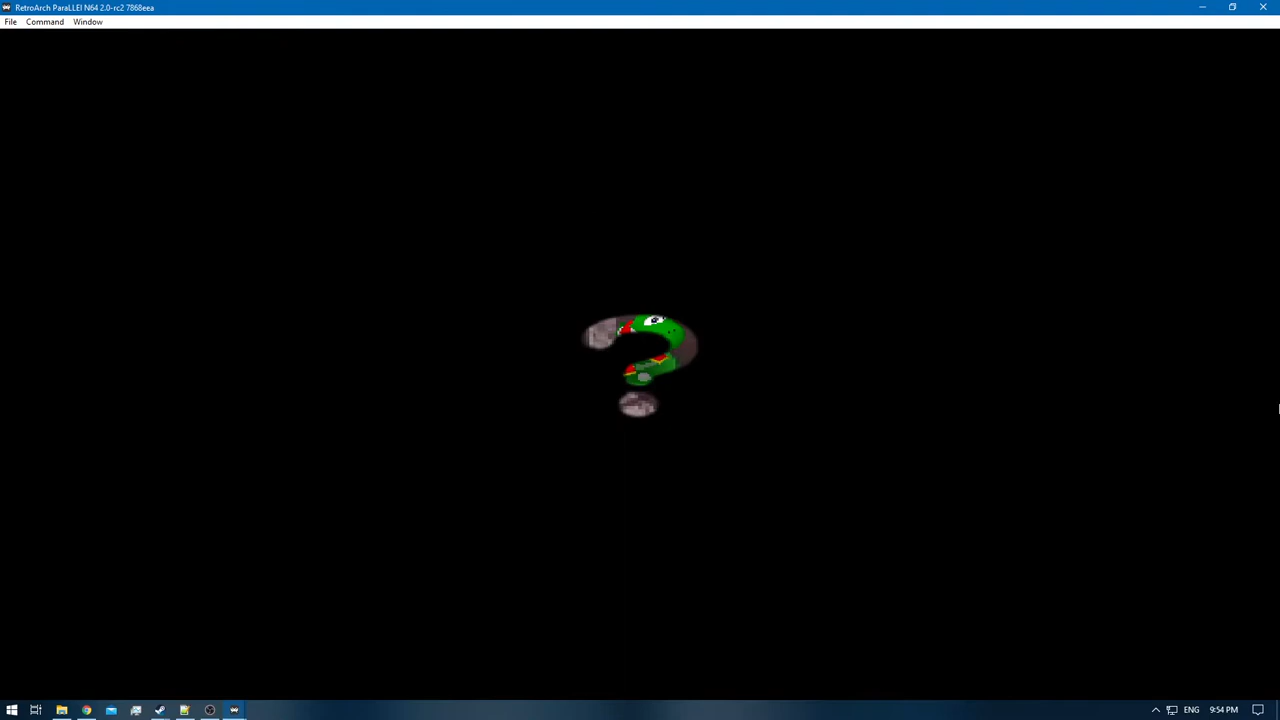 RetroArch ParaLLEl N64 2.0-rc2 7868eea
File Command Window
?
ENG 9:54 PM